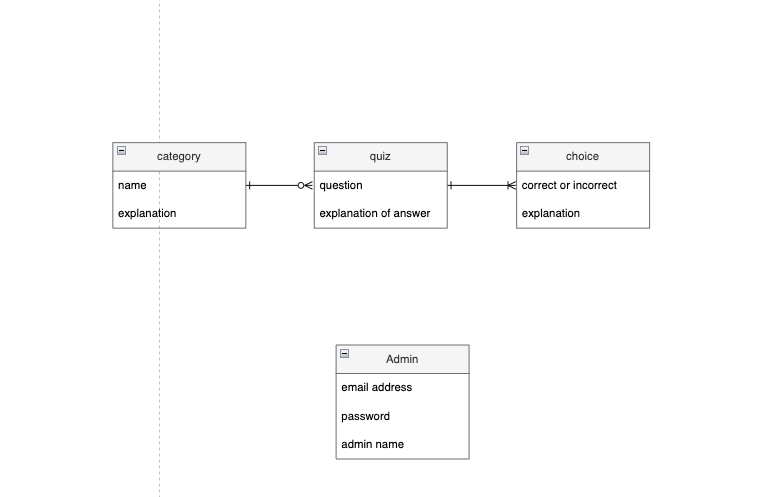 category
name
explanation
quiz
question
explanation of answer
choice
correct or incorrect
explanation
Admin
email address
password
admin name